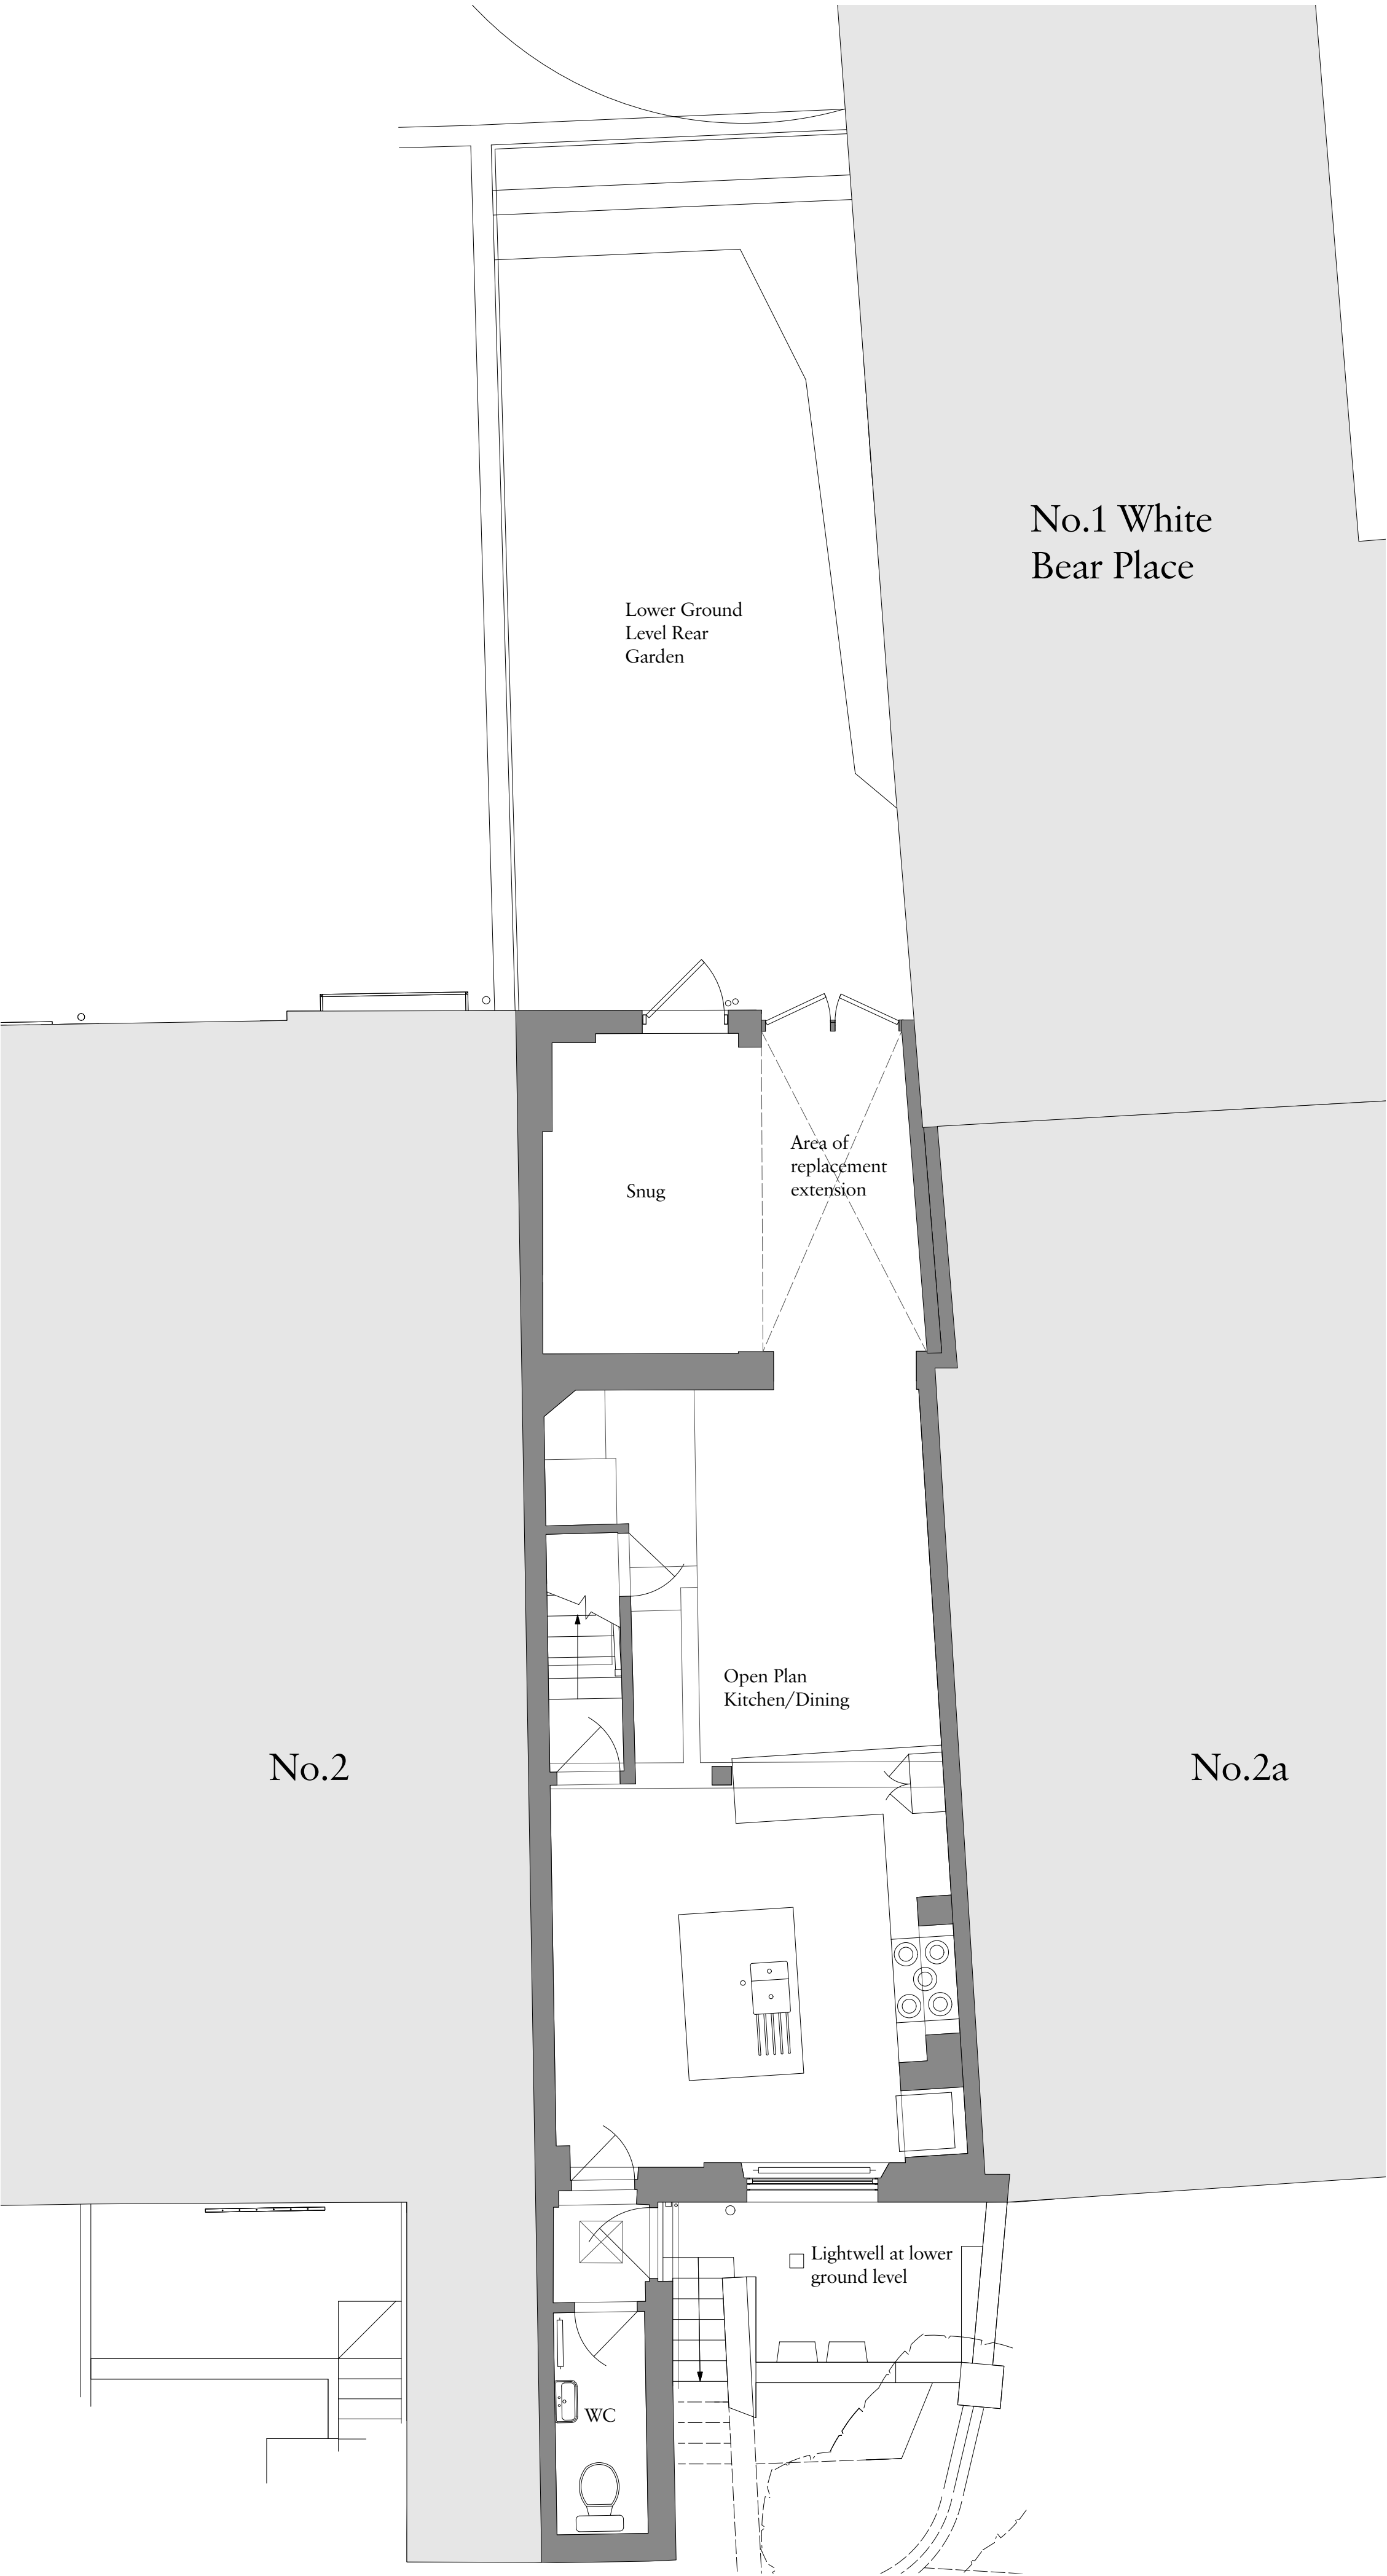 No.1 White
Bear Place
Lower Ground
Level Rear
Garden
Area of
replacement
extension
Snug
Open Plan
Kitchen/Dining
No.2
No.2a
Lightwell at lower
ground level
WC